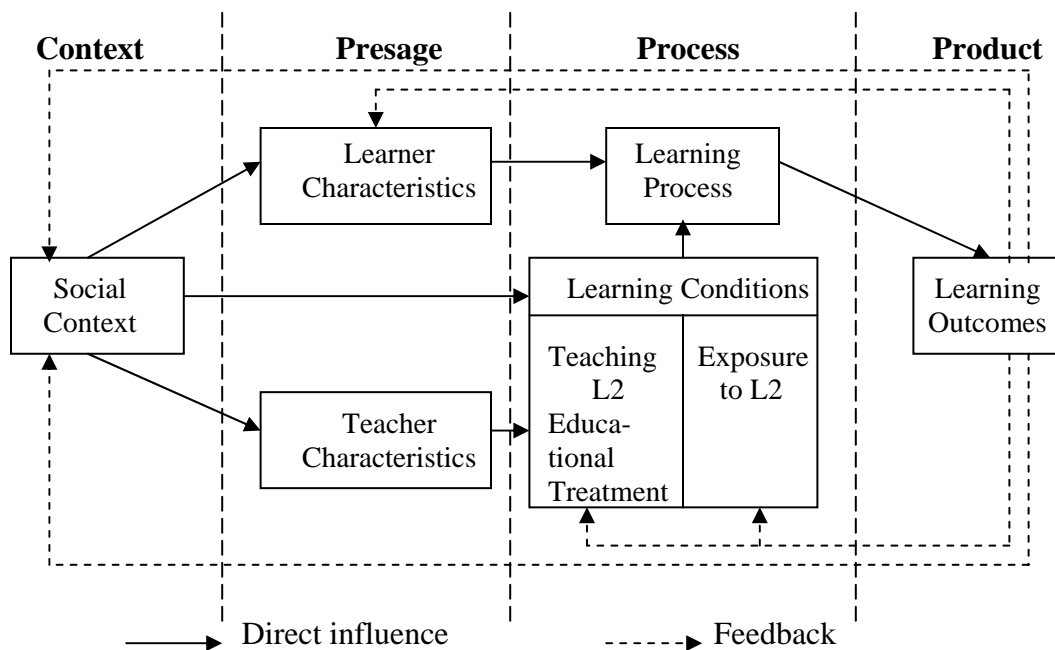 Context
Presage
Process
Product
Learner
Characteristics
Learning
Process
Social
Context
Learning Conditions
Learning
Outcomes
Teaching
L2
Educa-
tional
Treatment
Exposure
to L2
Teacher
Characteristics
Direct influence
Feedback